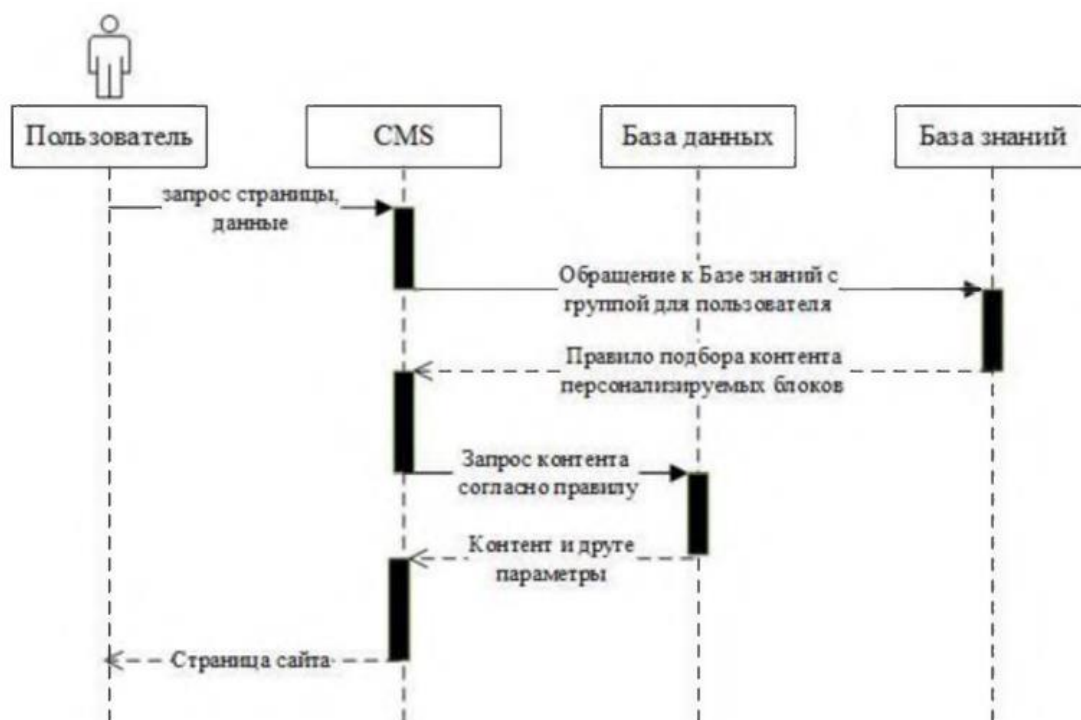 Пользователь
CMS
База данных
База знаний
запрос страницы,
данные
Обращение к Базе знаний с
группой для пользователя
Правило подбора контента
персонализируемых блоков
Запрос контента
согласно правилу
Контент и друге
параметры
Страница сайта